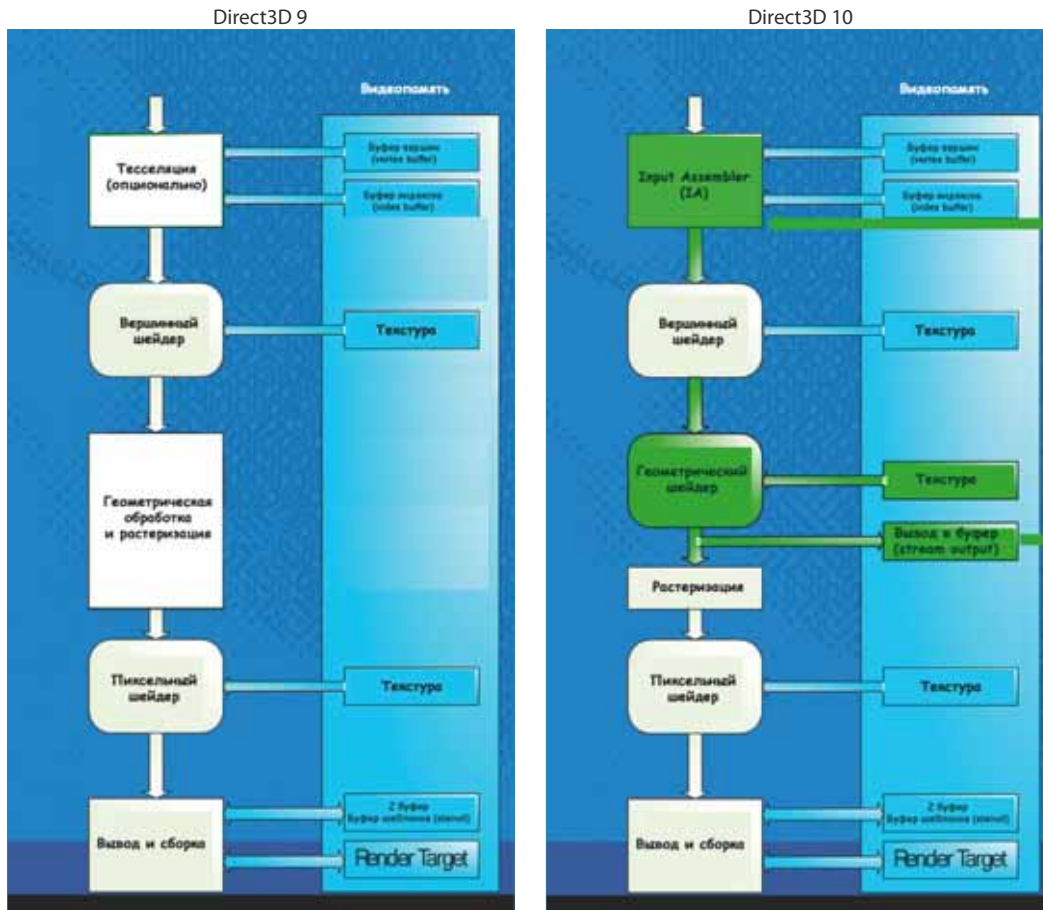 Direct3D 9
Видеопамять
Тесселяция
(опционально)
Буфер вершин
(vertex buffer)
Буфер индексов
(index buffer)
Вершинный
шейдер
Текстура
Геометрическая
обработка
и растеризация
Пиксельный
шейдер
Текстура
Вывод и сборка
Z буфер
Буфер шаблонов (stencil)
Render Target
Direct3D 10
Видеопамять
Input Assembler
(IA)
Буфер вершин
(vertex buffer)
Буфер индексов
(index buffer)
Вершинный
шейдер
Текстура
Геометрический
шейдер
Текстура
Вывод в буфер
(stream output)
Растеризация
Пиксельный
шейдер
Текстура
Вывод и сборка
Z буфер
Буфер шаблонов (stencil)
Render Target